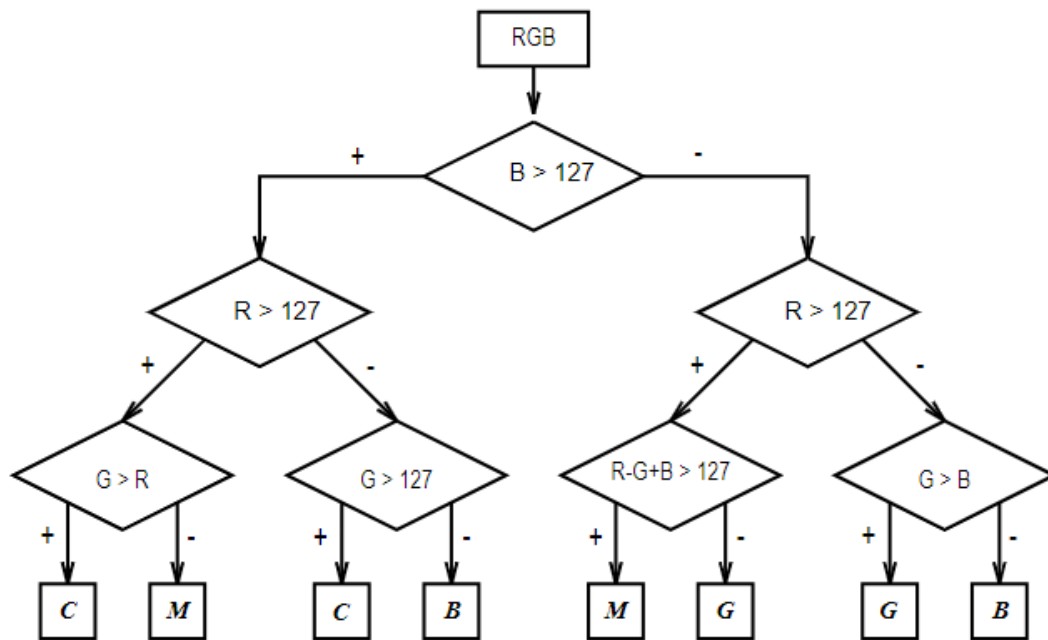 RGB
+ -
B > 127
R > 127 R > 127
+ - + -
G > R G > 127 R-G+B > 127 G > B
+ - + - + - + -
C M C B M G G B